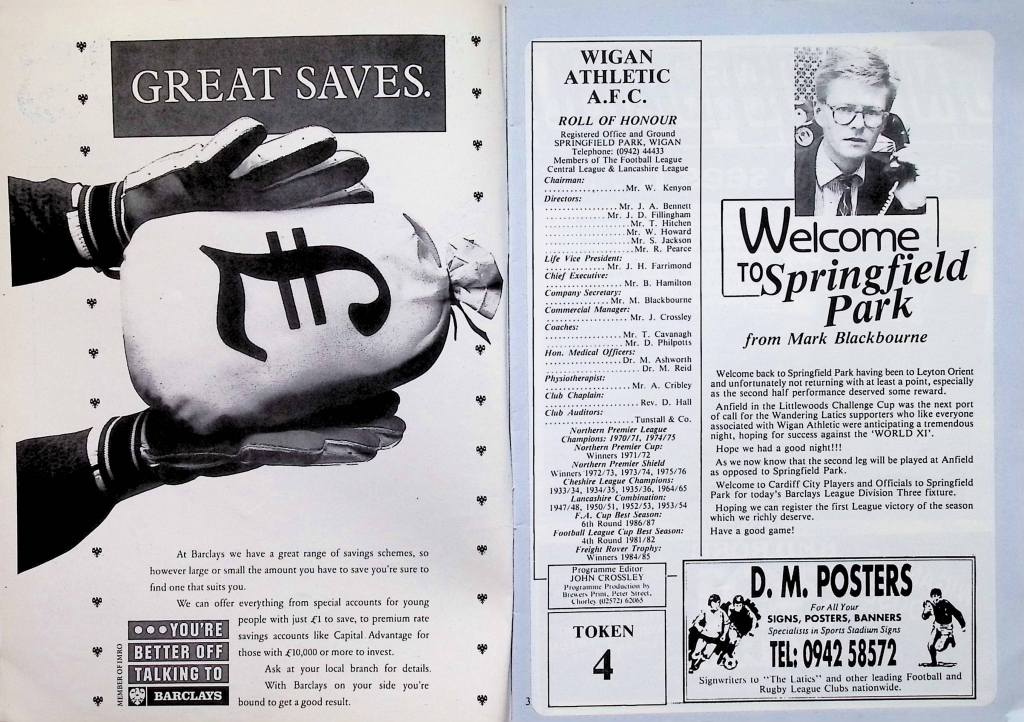 GREAT SAVES.
£
At Barclays we have a great range of savings schemes, so
however large or small the amount you have to save you're sure to
find one that suits you.
We can offer everything from special accounts for young
people with just £1 to save, to premium rate
savings accounts like Capital Advantage for
those with £10,000 or more to invest.
Ask at your local branch for details.
With Barclays on your side you're
bound to get a good result.
MEMBER OF IMRO
•••YOU'RE
BETTER OFF
TALKING TO
BARCLAYS
WIGAN
ATHLETIC
A.F.C.
ROLL OF HONOUR
Registered Office and Ground
SPRINGFIELD PARK, WIGAN
Telephone: (0942) 44433
Members of The Football League
Central League & Lancashire League
Chairman:
....................Mr. W. Kenyon
Directors:
....................Mr. J. A. Bennett
................Mr. J. D. Fillingham
......................Mr. T. Hitchen
......................Mr. W. Howard
......................Mr. S. Jackson
......................Mr. R. Pearce
Life Vice President:
................Mr. J. H. Farrimond
Chief Executive:
....................Mr. B. Hamilton
Company Secretary:
.................Mr. M. Blackbourne
Commercial Manager:
......................Mr. J. Crossley
Coaches:
....................Mr. T. Cavanagh
....................Mr. D. Philpotts
Hon. Medical Officers:
....................Dr. M. Ashworth
........................Dr. M. Reid
Physiotherapist:
......................Mr. A. Cribley
Club Chaplain:
........................Rev. D. Hall
Club Auditors:
......................Tunstall & Co.
Northern Premier League
Champions: 1970/71, 1974/75
Northern Premier Cup:
Winners 1971/72
Northern Premier Shield
Winners 1972/73, 1973/74, 1975/76
Cheshire League Champions:
1933/34, 1934/35, 1935/36, 1964/65
Lancashire Combination:
1947/48, 1950/51, 1952/53, 1953/54
F.A. Cup Best Season:
6th Round 1986/87
Football League Cup Best Season:
4th Round 1981/82
Freight Rover Trophy:
Winners 1984/85
Programme Editor
JOHN CROSSLEY
Programme Production by
Brewers Print, Peter Street,
Chorley (02572) 62065
TOKEN
4
3
Welcome
TO Springfield
Park
from Mark Blackbourne
Welcome back to Springfield Park having been to Leyton Orient
and unfortunately not returning with at least a point, especially
as the second half performance deserved some reward.
Anfield in the Littlewoods Challenge Cup was the next port
of call for the Wandering Latics supporters who like everyone
associated with Wigan Athletic were anticipating a tremendous
night, hoping for success against the 'WORLD XI'.
Hope we had a good night!!!
As we now know that the second leg will be played at Anfield
as opposed to Springfield Park.
Welcome to Cardiff City Players and Officials to Springfield
Park for today's Barclays League Division Three fixture.
Hoping we can register the first League victory of the season
which we richly deserve.
Have a good game!
D. M. POSTERS
For All Your
SIGNS, POSTERS, BANNERS
Specialists in Sports Stadium Signs
TEL: 0942 58572
Signwriters to "The Latics" and other leading Football and
Rugby League Clubs nationwide.